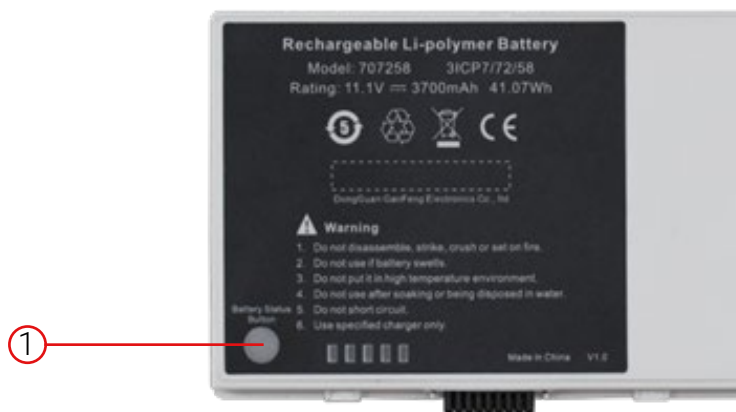 Rechargeable Li-polymer Battery
Model: 707258 3ICP7/72/58
Rating: 11.1V ⎓ 3700mAh 41.07Wh
5
CE
DongGuan GanFeng Electronics Co., ltd
Warning
1. Do not disassemble, strike, crush or set on fire.
2. Do not use if battery swells.
3. Do not put it in high temperature environment.
4. Do not use after soaking or being disposed in water.
5. Do not short circuit.
6. Use specified charger only.
Battery Status
Button
1
Made In China V1.0